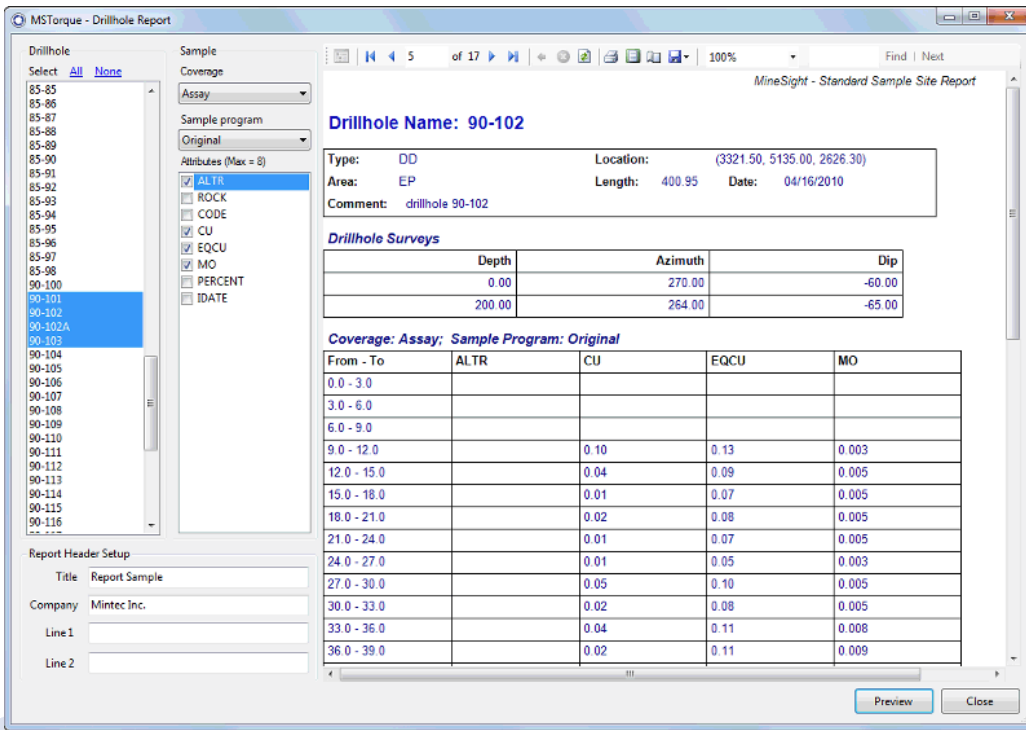 MSTorque - Drillhole Report
Drillhole
Select All None
85-85
85-86
85-87
85-88
85-89
85-90
85-91
85-92
85-93
85-94
85-95
85-96
85-97
85-98
90-100
90-101
90-102
90-102A
90-103
90-104
90-105
90-106
90-107
90-108
90-109
90-110
90-111
90-112
90-113
90-114
90-115
90-116
Sample
Coverage
Assay
Sample program
Original
Attributes (Max = 8)
ALTR
ROCK
CODE
CU
EQCU
MO
PERCENT
IDATE
Report Header Setup
Title Report Sample
Company Mintec Inc.
Line 1
Line 2
5 of 17 100% Find | Next
MineSight - Standard Sample Site Report
Drillhole Name: 90-102
Type: DD Location: (3321.50, 5135.00, 2626.30)
Area: EP Length: 400.95 Date: 04/16/2010
Comment: drillhole 90-102
Drillhole Surveys
Depth Azimuth Dip
0.00 270.00 -60.00
200.00 264.00 -65.00
Coverage: Assay; Sample Program: Original
From - To ALTR CU EQCU MO
0.0 - 3.0
3.0 - 6.0
6.0 - 9.0
9.0 - 12.0 0.10 0.13 0.003
12.0 - 15.0 0.04 0.09 0.005
15.0 - 18.0 0.01 0.07 0.005
18.0 - 21.0 0.02 0.08 0.005
21.0 - 24.0 0.01 0.07 0.005
24.0 - 27.0 0.01 0.05 0.003
27.0 - 30.0 0.05 0.10 0.005
30.0 - 33.0 0.02 0.08 0.005
33.0 - 36.0 0.04 0.11 0.008
36.0 - 39.0 0.02 0.11 0.009
Preview Close